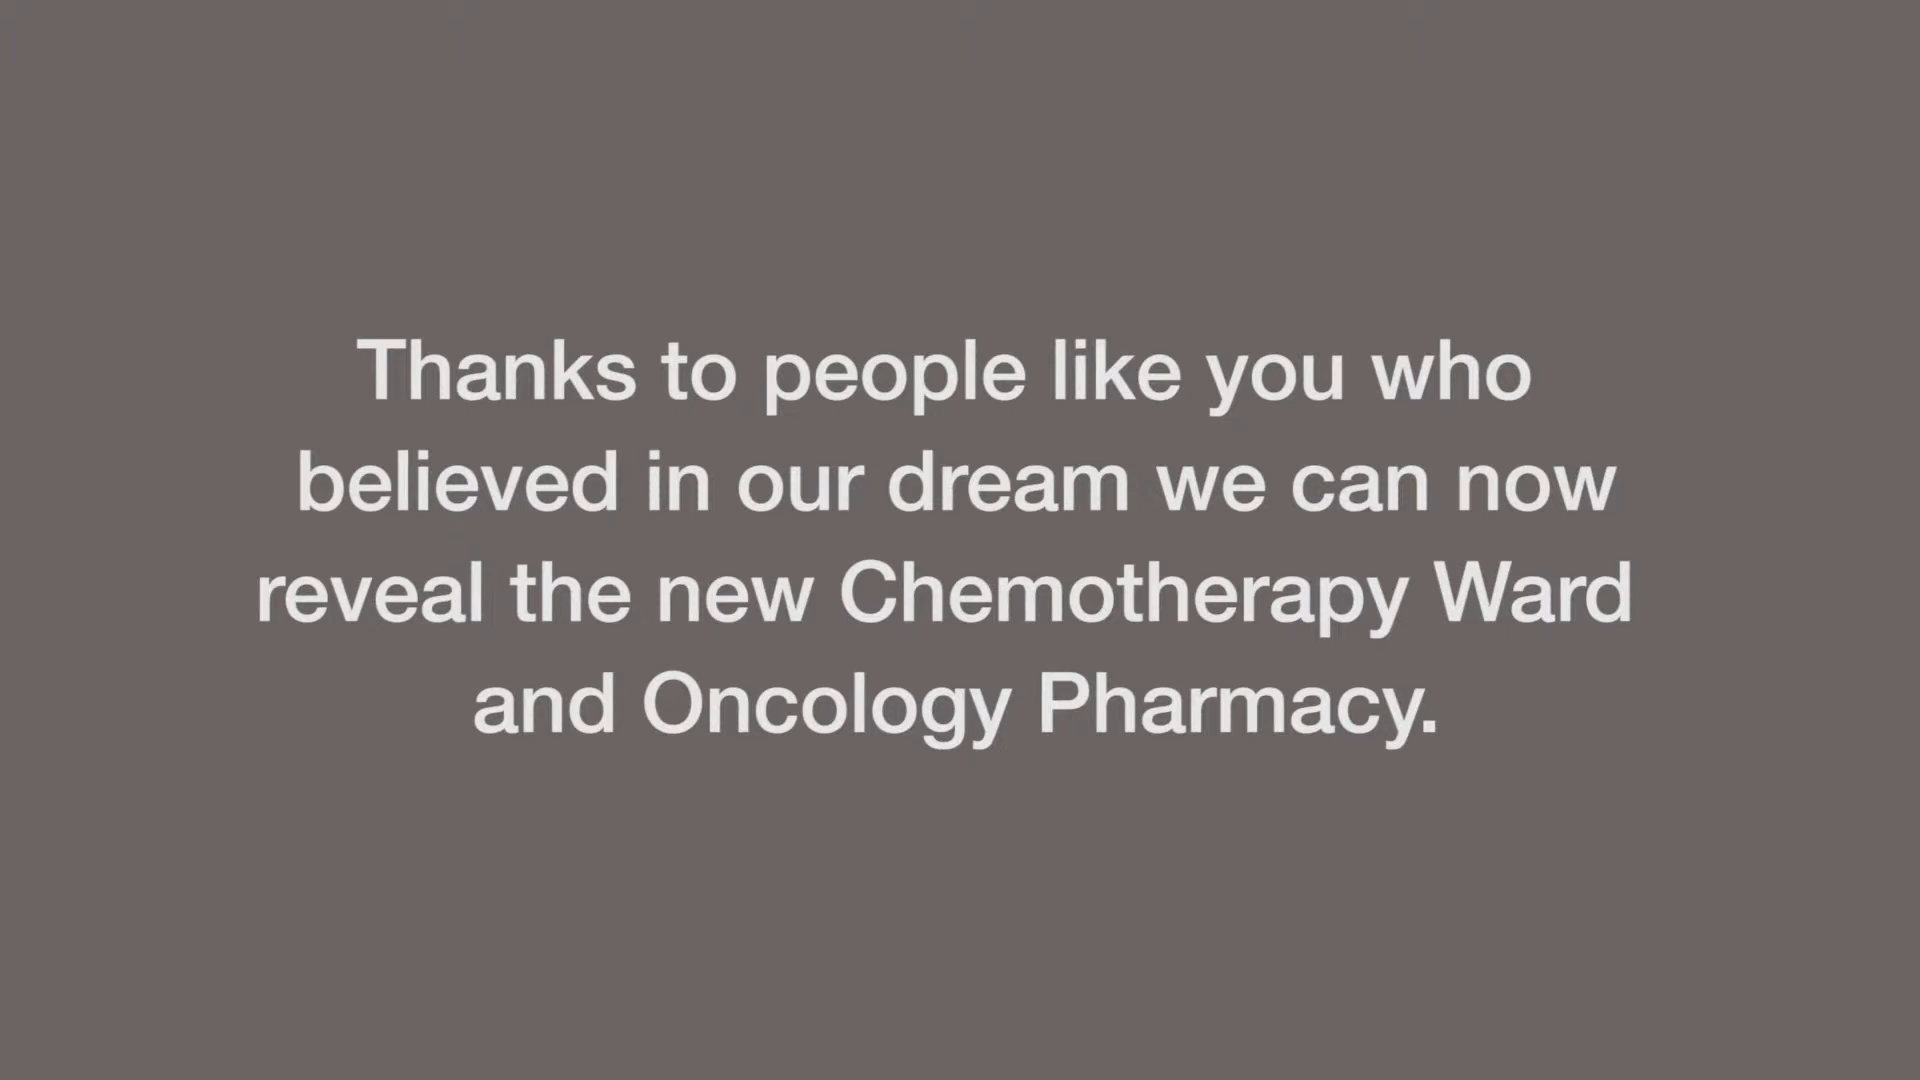 Thanks to people like you who
believed in our dream we can now
reveal the new Chemotherapy Ward
and Oncology Pharmacy.